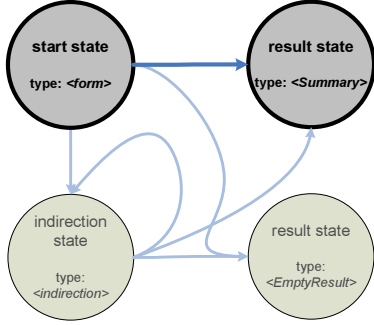 start state
type: <form>
result state
type: <Summary>
indirection
state
type:
<indirection>
result state
type:
<EmptyResult>